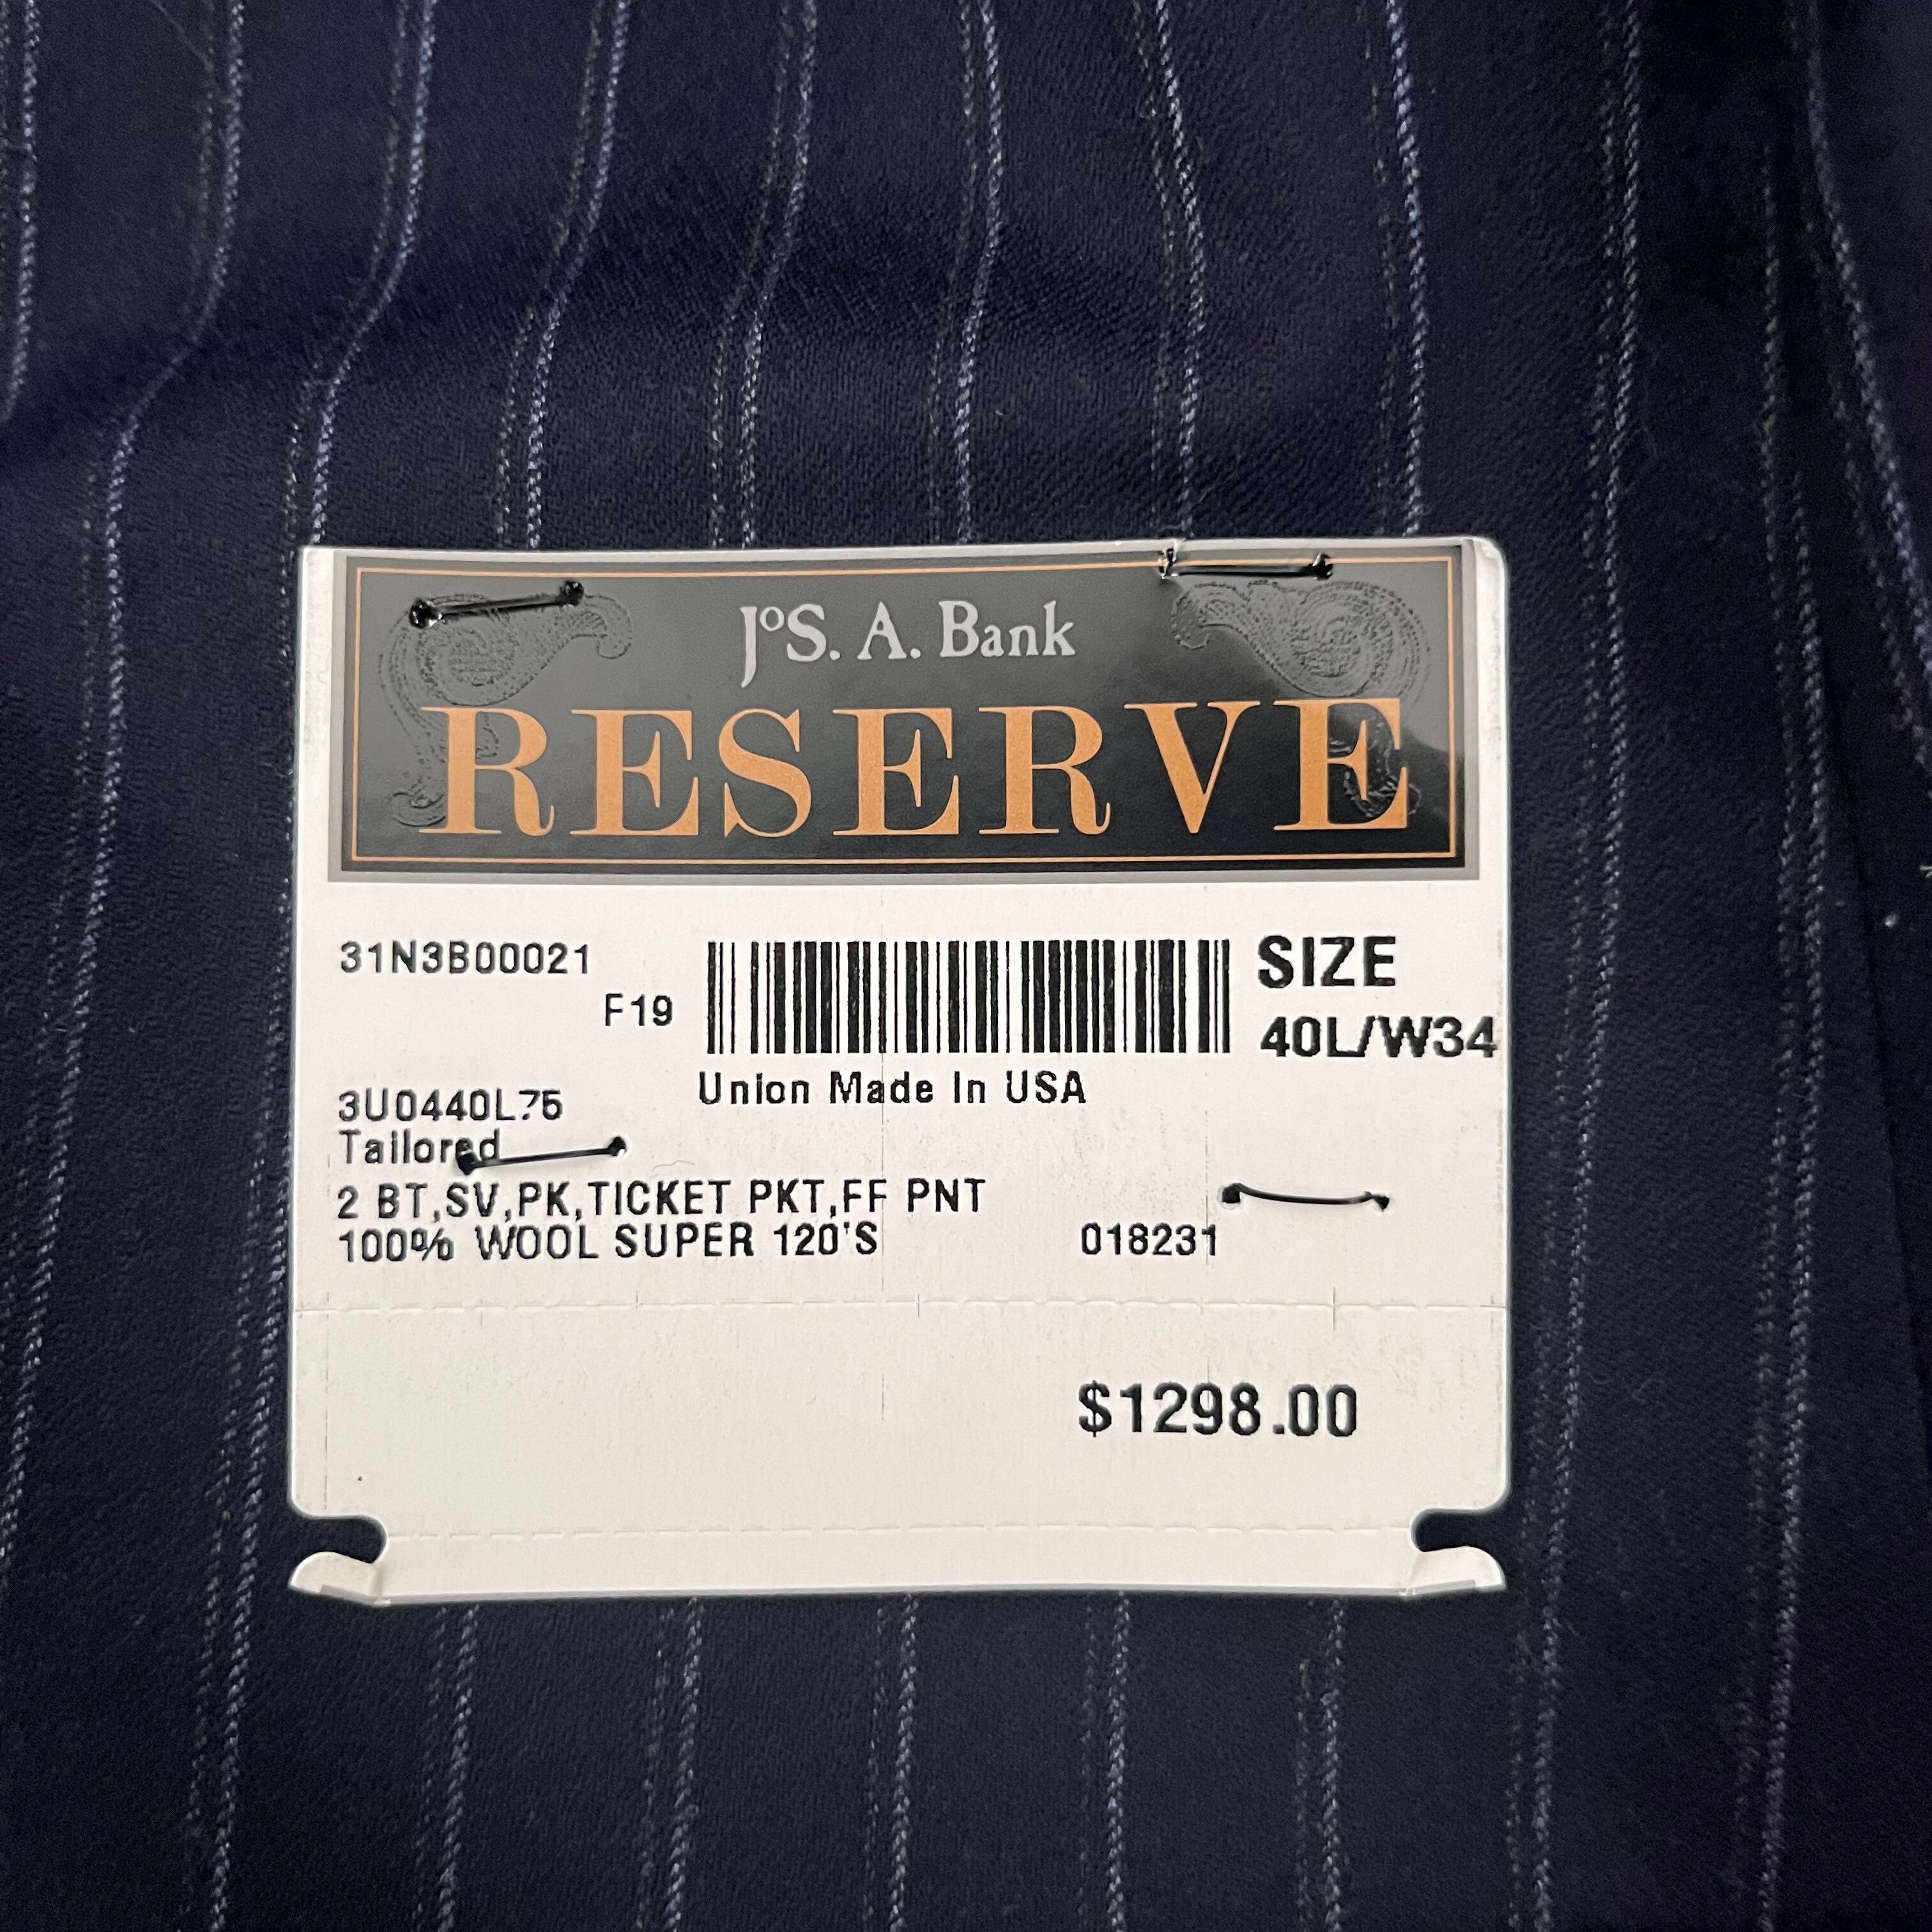 JoS. A. Bank
RESERVE
31N3B00021
F19
SIZE
40L/W34
Union Made In USA
3U0440L75
Tailored
2 BT,SV,PK,TICKET PKT,FF PNT
100% WOOL SUPER 120'S 018231
$1298.00